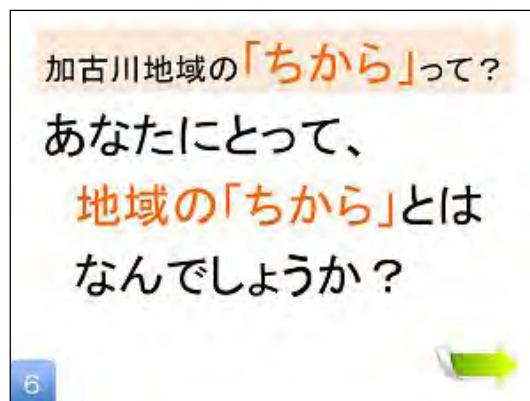 加古川地域の「ちから」って？
あなたにとって、
地域の「ちから」とは
なんでしょうか？
6